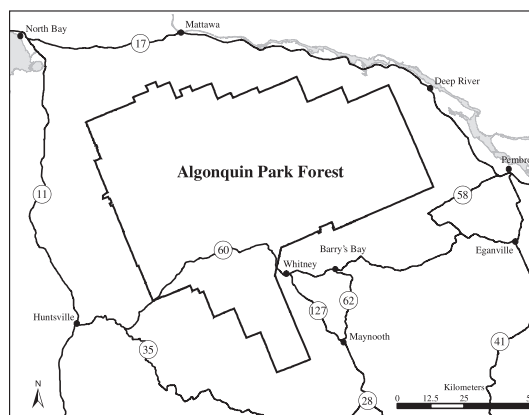 North Bay
Mattawa
17
Deep River
Algonquin Park Forest
58
11
60
Barry's Bay
Eganville
Whitney
62
127
Huntsville
35
Maynooth
41
28
N
Kilometers
0 12.5 25